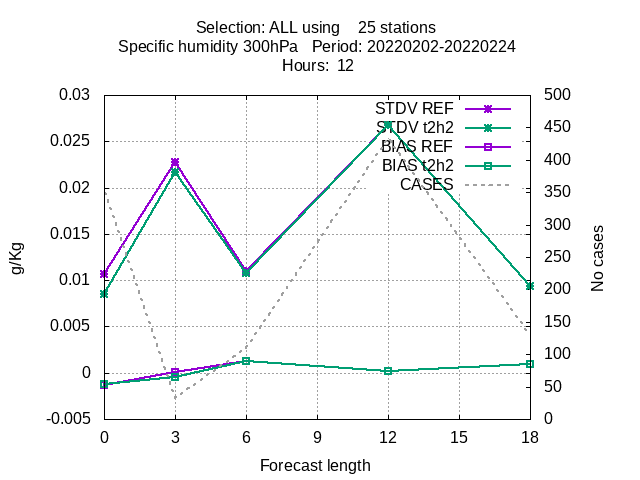 Selection: ALL using    25 stations
Specific humidity 300hPa   Period: 20220202-20220224
Hours:  12
0.03
0.025
0.02
0.015
0.01
0.005
0
-0.005
g/Kg
STDV REF
STDV t2h2
BIAS REF
BIAS t2h2
CASES
500
450
400
350
300
250
200
150
100
50
0
No cases
0 3 6 9 12 15 18
Forecast length